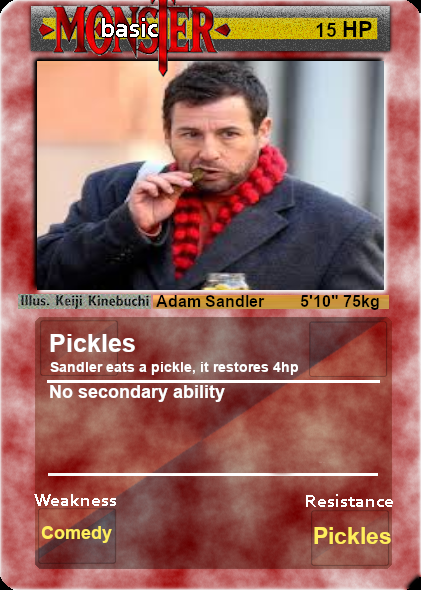 MONSTER
basic
15 HP
Illus. Keiji Kinebuchi Adam Sandler 5'10" 75kg
Pickles
Sandler eats a pickle, it restores 4hp
No secondary ability
Weakness Resistance
Comedy Pickles